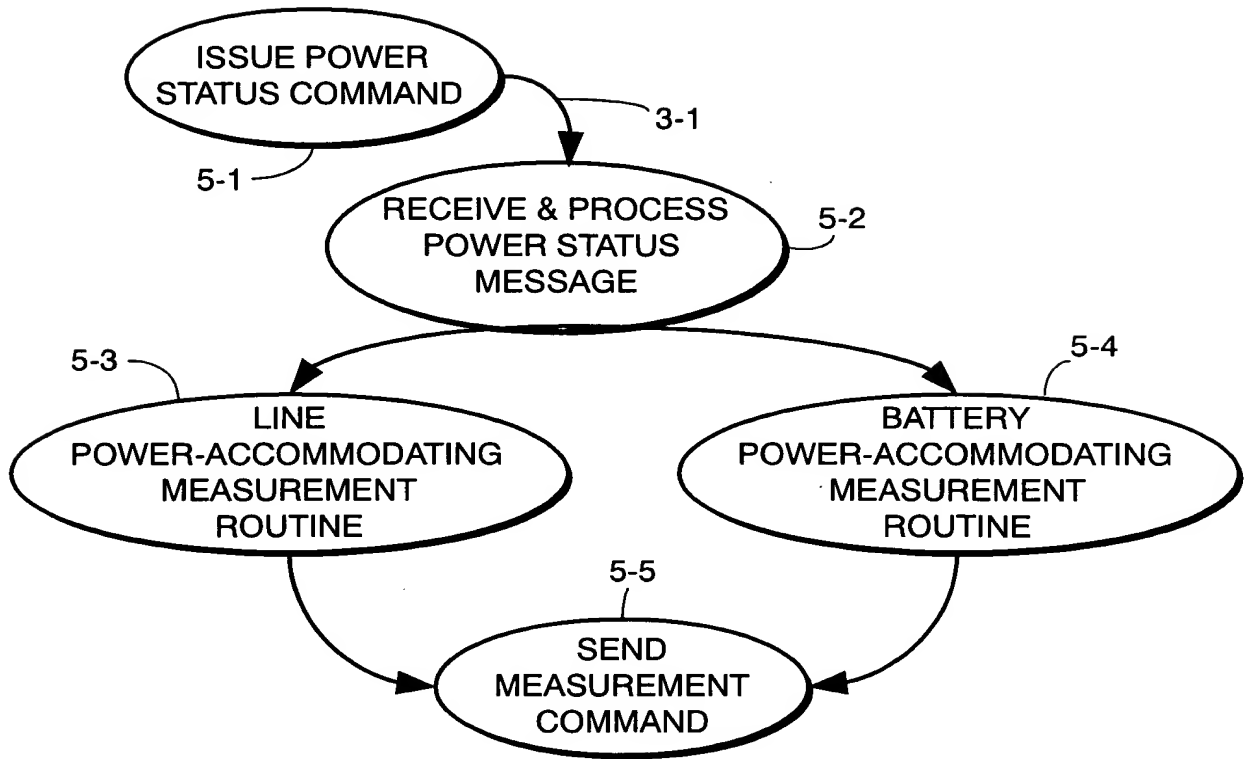 ISSUE POWER
STATUS COMMAND
3-1
5-1
RECEIVE & PROCESS
POWER STATUS
MESSAGE
5-2
5-3
5-4
LINE
POWER-ACCOMMODATING
MEASUREMENT
ROUTINE
BATTERY
POWER-ACCOMMODATING
MEASUREMENT
ROUTINE
5-5
SEND
MEASUREMENT
COMMAND